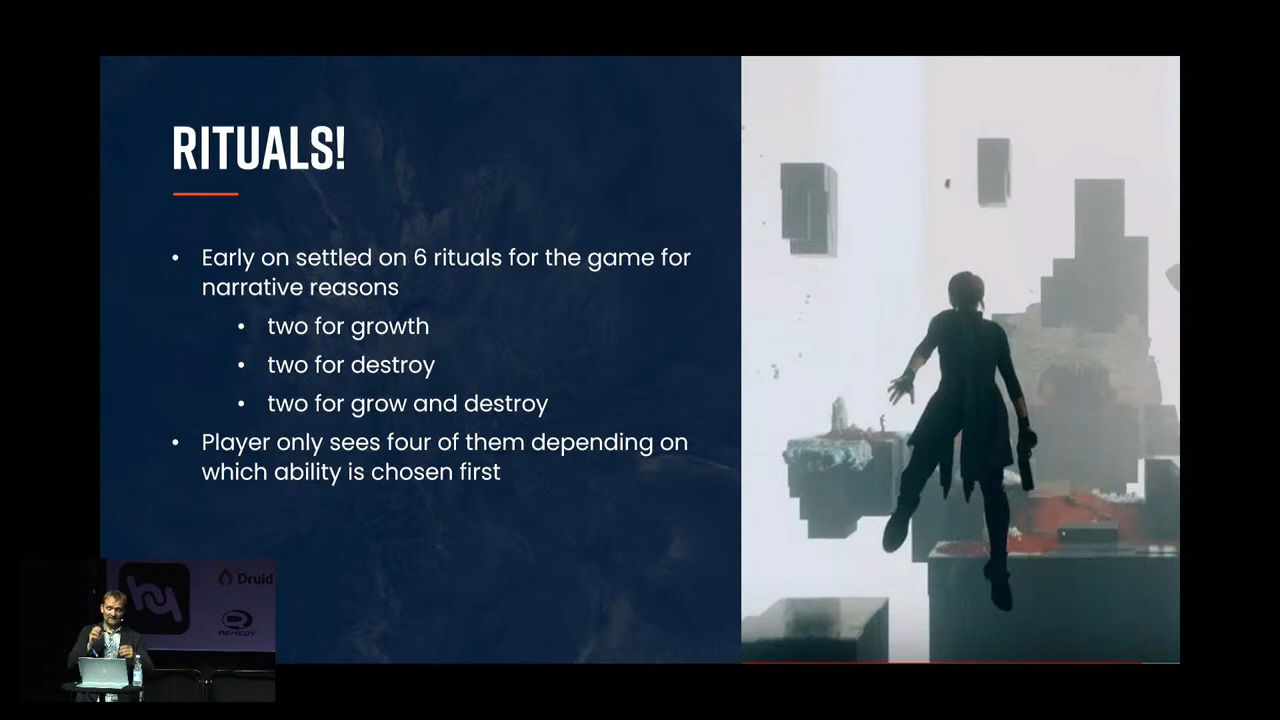 RITUALS!
• Early on settled on 6 rituals for the game for
narrative reasons
• two for growth
• two for destroy
• two for grow and destroy
• Player only sees four of them depending on
which ability is chosen first
Druid
REMEDY